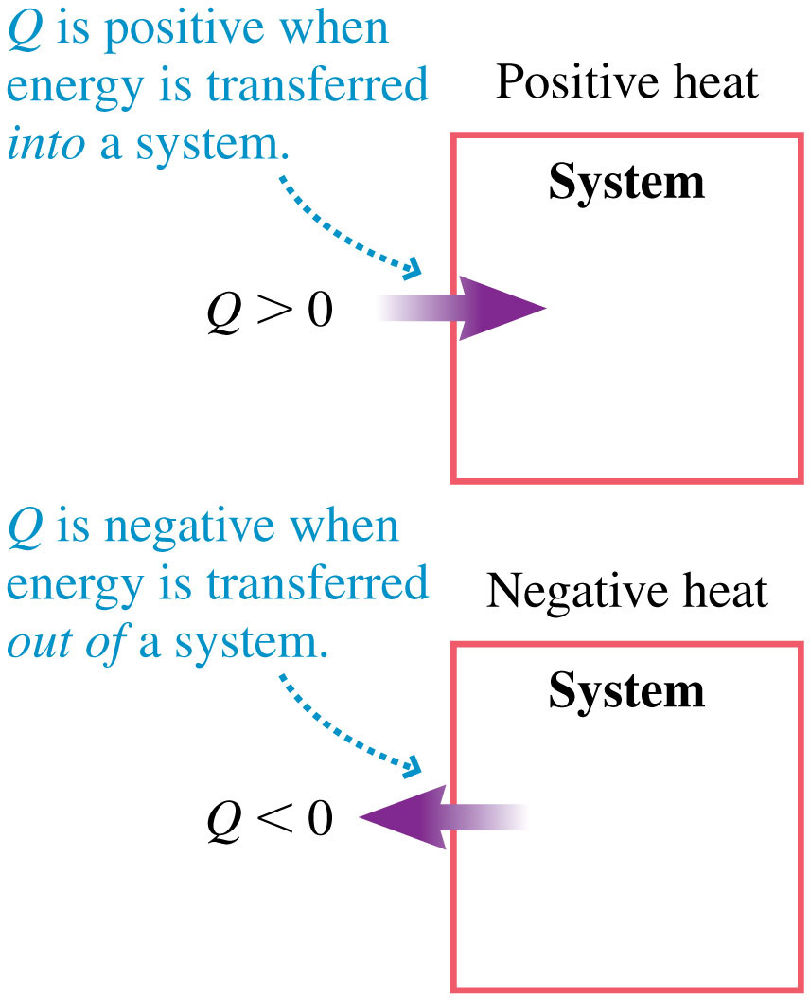 Q is positive when
energy is transferred
into a system.
Positive heat
System
Q > 0
Q is negative when
energy is transferred
out of a system.
Negative heat
System
Q < 0